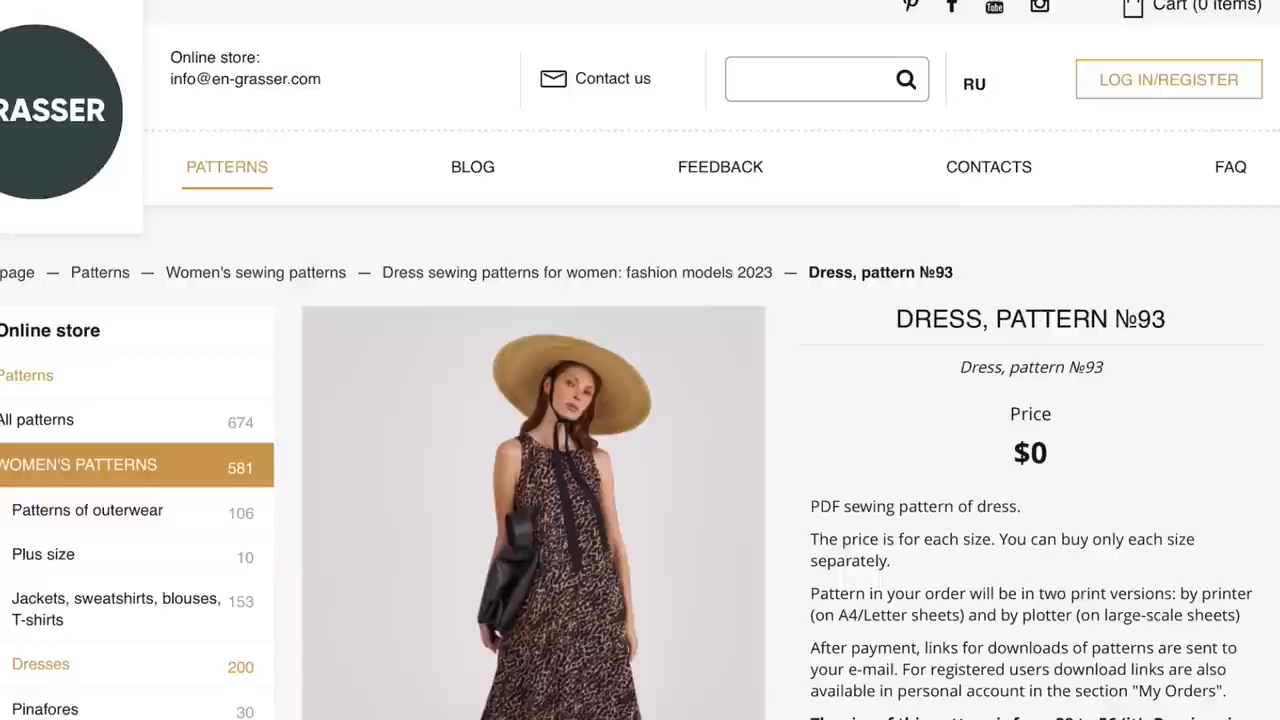 Cart (0 items)
RASSER
Online store:
info@en-grasser.com
Contact us
RU
LOG IN/REGISTER
PATTERNS
BLOG
FEEDBACK
CONTACTS
FAQ
page — Patterns — Women's sewing patterns — Dress sewing patterns for women: fashion models 2023 — Dress, pattern №93
Online store
Patterns
All patterns 674
WOMEN'S PATTERNS 581
Patterns of outerwear 106
Plus size 10
Jackets, sweatshirts, blouses, 153
T-shirts
Dresses 200
Pinafores 30
DRESS, PATTERN №93
Dress, pattern №93
Price
$0
PDF sewing pattern of dress.
The price is for each size. You can buy only each size
separately.
Pattern in your order will be in two print versions: by printer
(on A4/Letter sheets) and by plotter (on large-scale sheets)
After payment, links for downloads of patterns are sent to
your e-mail. For registered users download links are also
available in personal account in the section "My Orders".